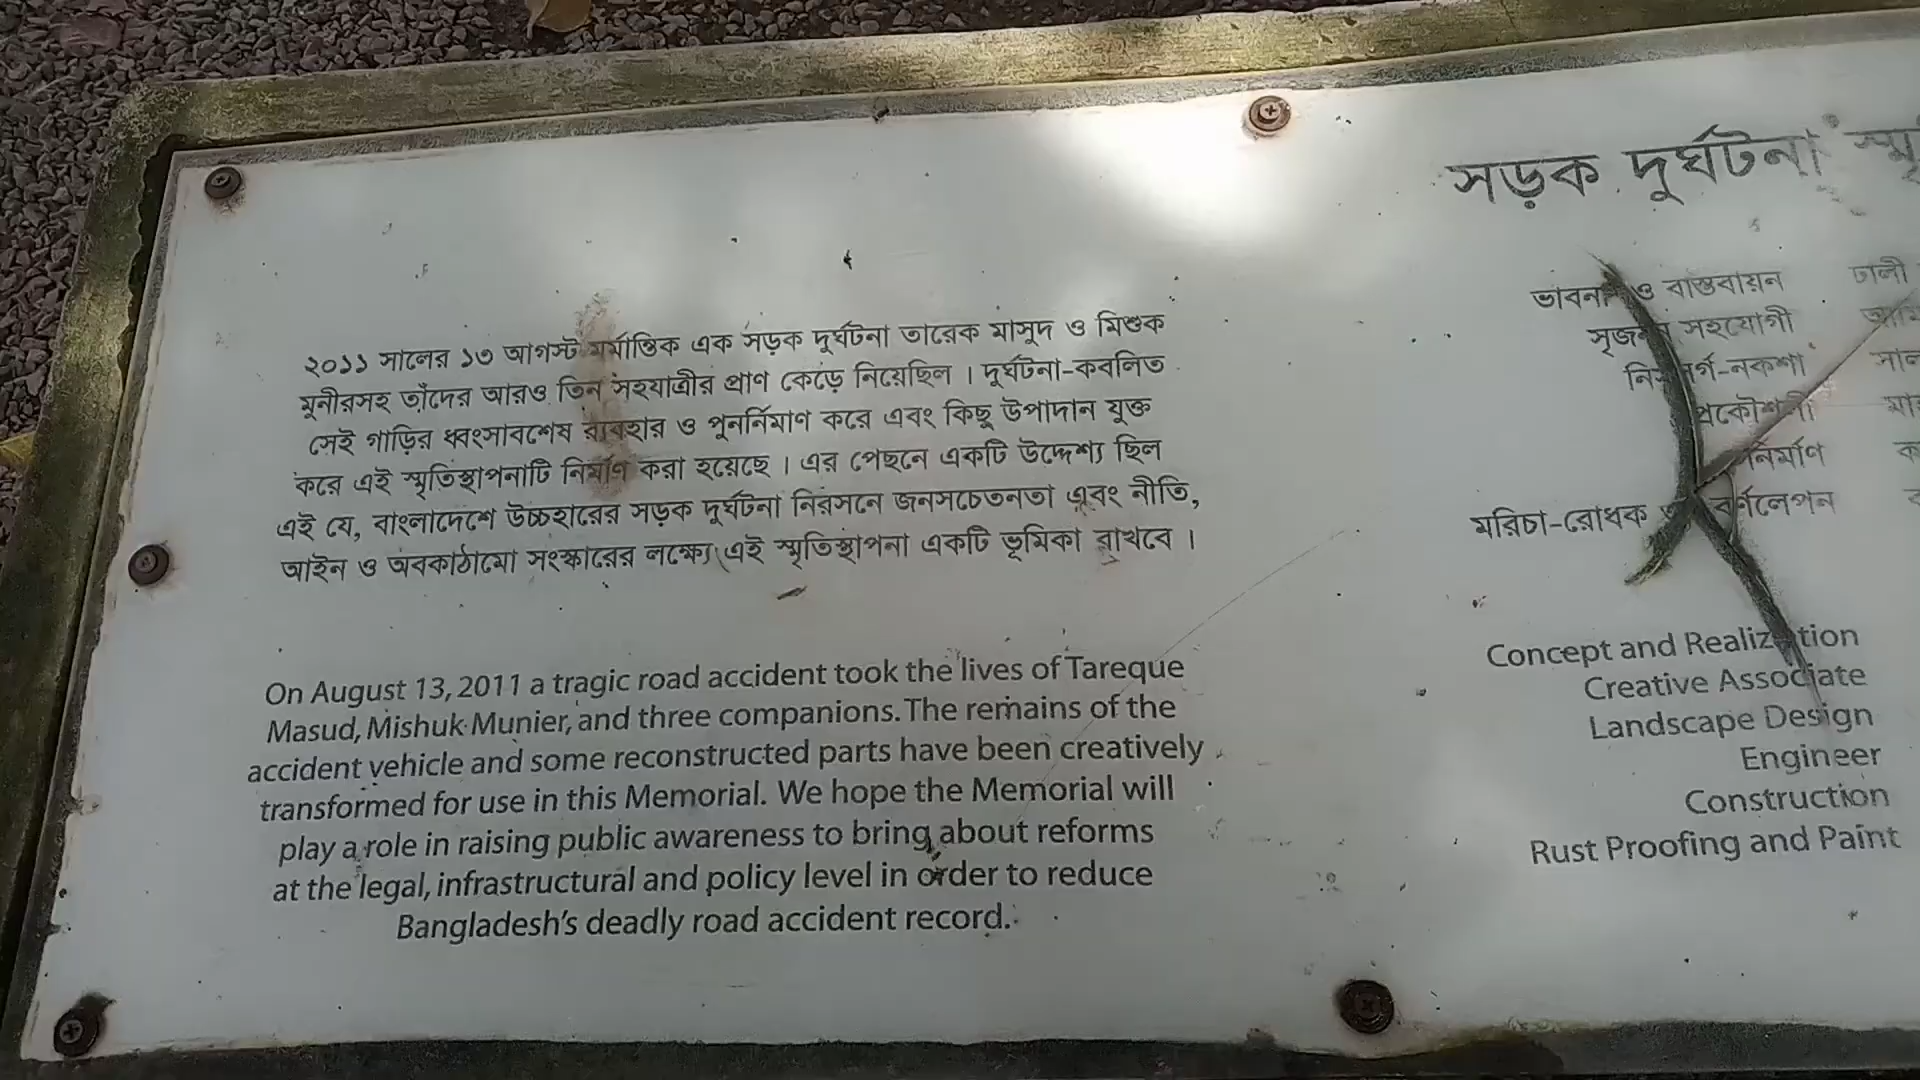 ২০১১ সালের ১৩ আগস্ট মর্মান্তিক এক সড়ক দুর্ঘটনা তারেক মাসুদ ও মিশুক
মুনীরসহ তাঁদের আরও তিন সহযাত্রীর প্রাণ কেড়ে নিয়েছিল । দুর্ঘটনা-কবলিত
সেই গাড়ির ধ্বংসাবশেষ ব্যবহার ও পুনর্নির্মাণ করে এবং কিছু উপাদান যুক্ত
করে এই স্মৃতিস্থাপনাটি নির্মাণ করা হয়েছে । এর পেছনে একটি উদ্দেশ্য ছিল
এই যে, বাংলাদেশে উচ্চহারের সড়ক দুর্ঘটনা নিরসনে জনসচেতনতা এবং নীতি,
আইন ও অবকাঠামো সংস্কারের লক্ষ্যে এই স্মৃতিস্থাপনা একটি ভূমিকা রাখবে ।
On August 13, 2011 a tragic road accident took the lives of Tareque
Masud, Mishuk Munier, and three companions. The remains of the
accident vehicle and some reconstructed parts have been creatively
transformed for use in this Memorial. We hope the Memorial will
play a role in raising public awareness to bring about reforms
at the legal, infrastructural and policy level in order to reduce
Bangladesh's deadly road accident record.
সড়ক দুর্ঘটনা
ভাবনা ও বাস্তবায়ন ঢালী
সৃজন সহযোগী
নিসর্গ-নকশা
প্রকৌশলী
নির্মাণ
মরিচা-রোধক ও বর্ণলেপন
Concept and Realization
Creative Associate
Landscape Design
Engineer
Construction
Rust Proofing and Paint